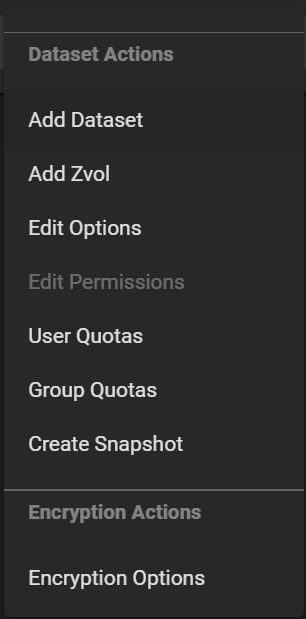 Dataset Actions
Add Dataset
Add Zvol
Edit Options
Edit Permissions
User Quotas
Group Quotas
Create Snapshot
Encryption Actions
Encryption Options